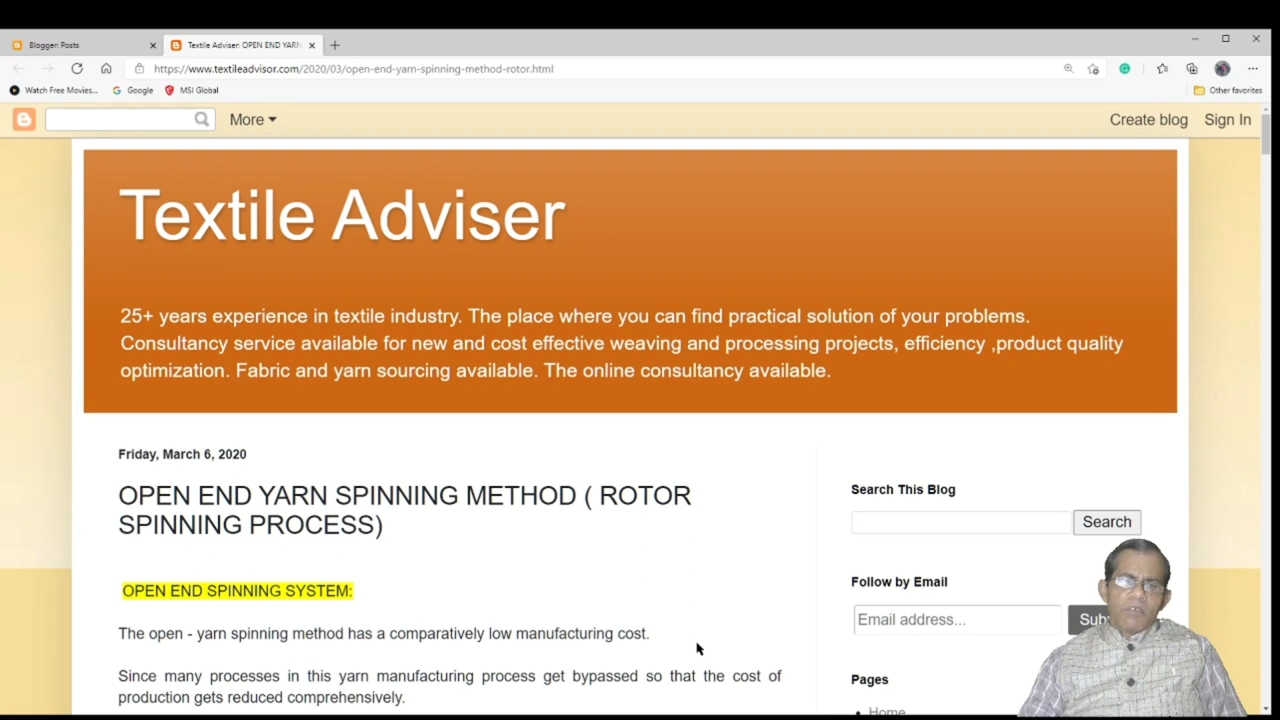 Blogger: Posts
Textile Adviser: OPEN END YARN
https://www.textileadvisor.com/2020/03/open-end-yarn-spinning-method-rotor.html
Watch Free Movies... Google MSI Global Other favorites
More Create blog Sign In
Textile Adviser
25+ years experience in textile industry. The place where you can find practical solution of your problems.
Consultancy service available for new and cost effective weaving and processing projects, efficiency ,product quality
optimization. Fabric and yarn sourcing available. The online consultancy available.
Friday, March 6, 2020
OPEN END YARN SPINNING METHOD ( ROTOR
SPINNING PROCESS)
OPEN END SPINNING SYSTEM:
The open - yarn spinning method has a comparatively low manufacturing cost.
Since many processes in this yarn manufacturing process get bypassed so that the cost of
production gets reduced comprehensively.
Search This Blog
Search
Follow by Email
Email address...
Pages
Home